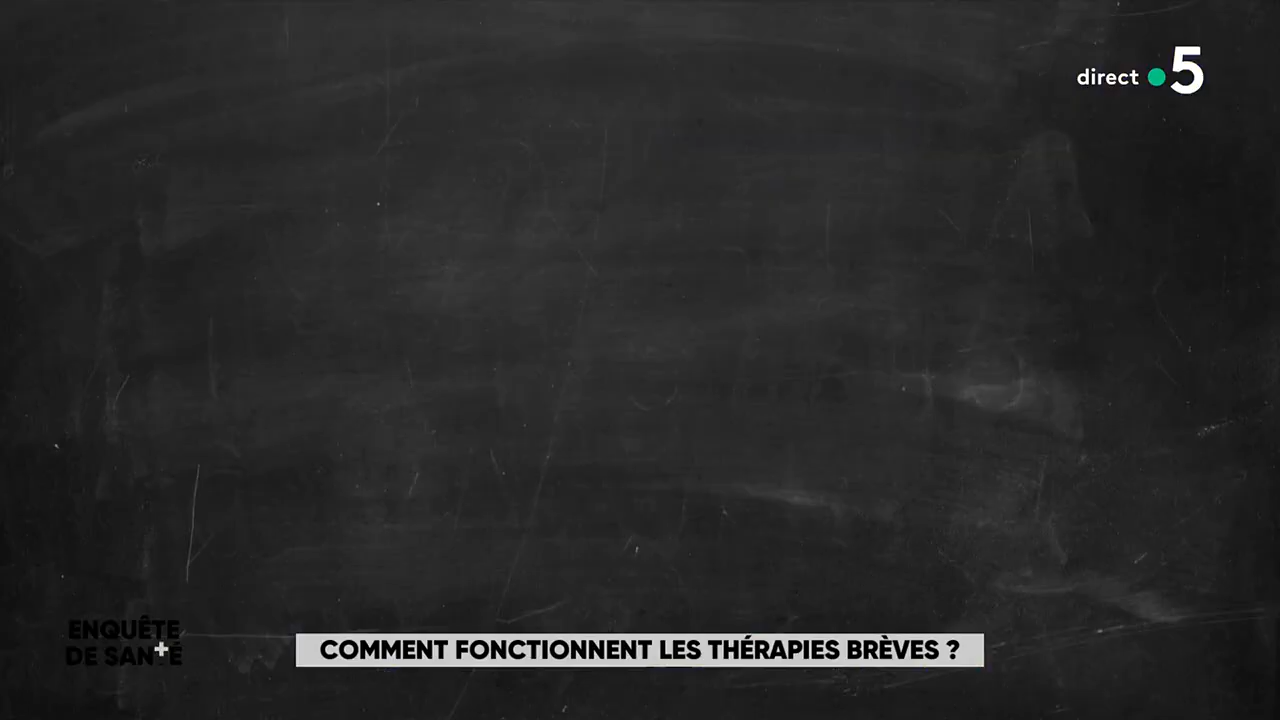 direct 5
ENQUÊTE
DE SANTÉ
COMMENT FONCTIONNENT LES THÉRAPIES BRÈVES ?